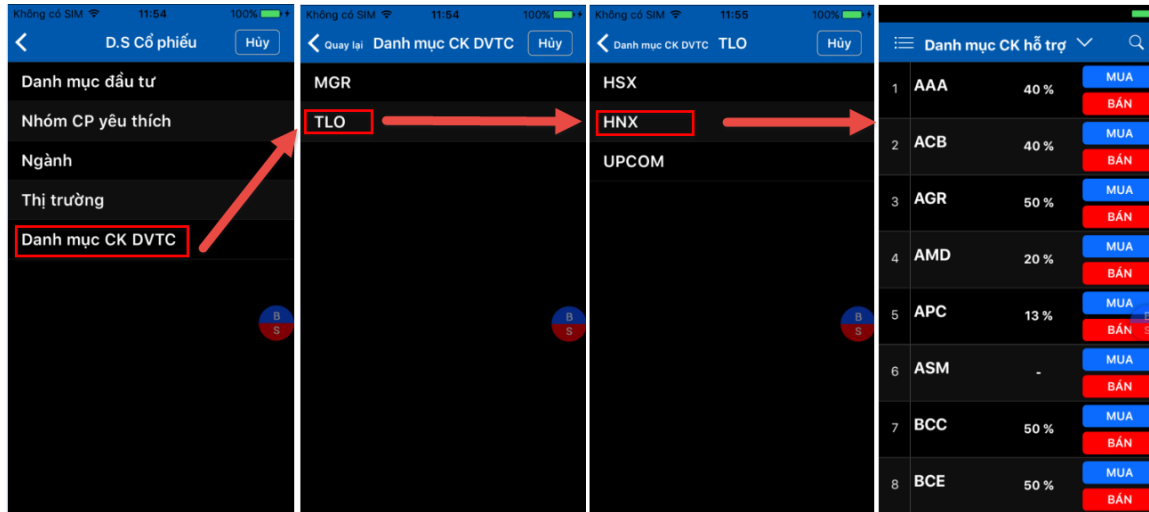 Không có SIM 11:54 100%
D.S Cổ phiếu Hủy
Danh mục đầu tư
Nhóm CP yêu thích
Ngành
Thị trường
Danh mục CK DVTC
B
S
Không có SIM 11:54 100%
Quay lại Danh mục CK DVTC Hủy
MGR
TLO
B
S
Không có SIM 11:55 100%
Danh mục CK DVTC TLO Hủy
HSX
HNX
UPCOM
B
S
Danh mục CK hỗ trợ
1 AAA 40 % MUA
BÁN
2 ACB 40 % MUA
BÁN
3 AGR 50 % MUA
BÁN
4 AMD 20 % MUA
BÁN
5 APC 13 % MUA
BÁN S
6 ASM - MUA
BÁN
7 BCC 50 % MUA
BÁN
8 BCE 50 % MUA
BÁN